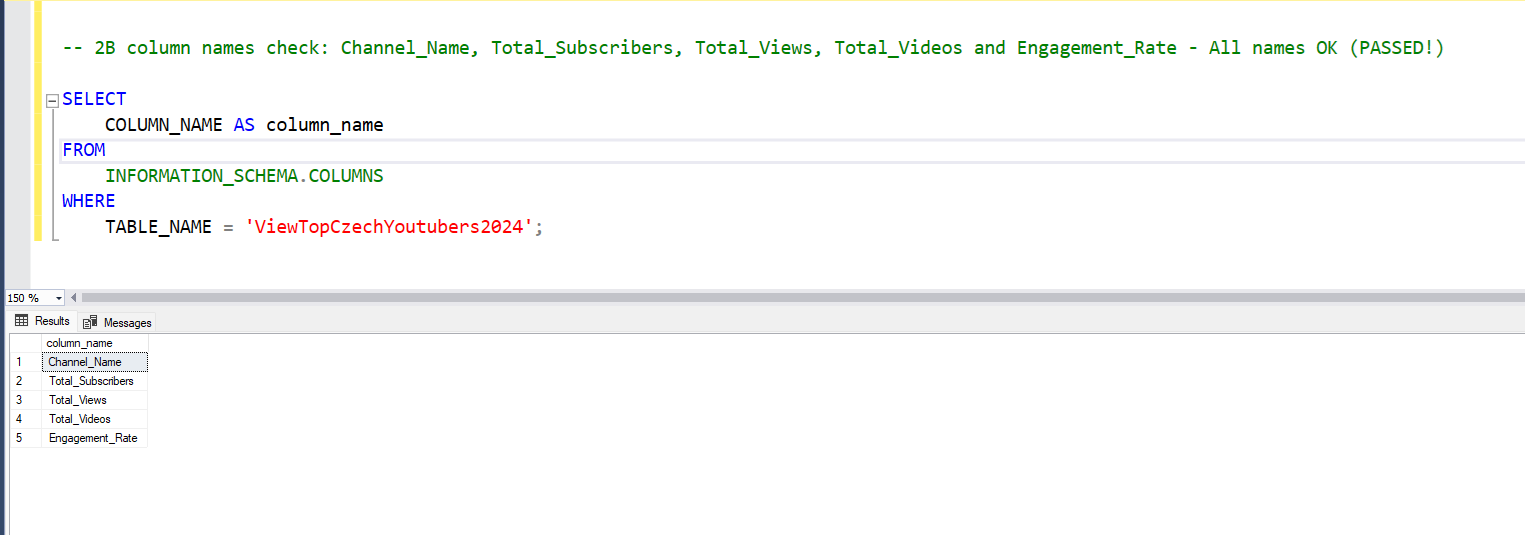 -- 2B column names check: Channel_Name, Total_Subscribers, Total_Views, Total_Videos and Engagement_Rate - All names OK (PASSED!)
SELECT
COLUMN_NAME AS column_name
FROM
INFORMATION_SCHEMA.COLUMNS
WHERE
TABLE_NAME = 'ViewTopCzechYoutubers2024';
150 %
Results Messages
column_name
1 Channel_Name
2 Total_Subscribers
3 Total_Views
4 Total_Videos
5 Engagement_Rate